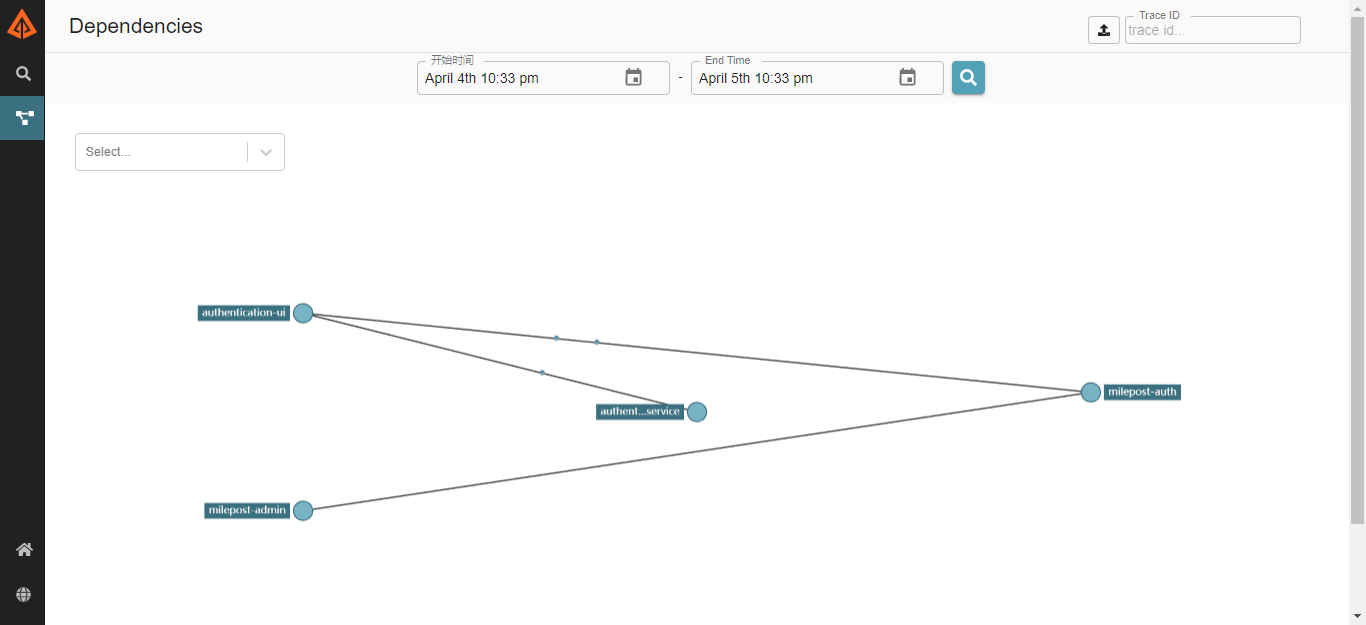 Dependencies
Trace ID
trace id...
开始时间
April 4th 10:33 pm
-
End Time
April 5th 10:33 pm
Select...
authentication-ui
milepost-auth
authent...service
milepost-admin